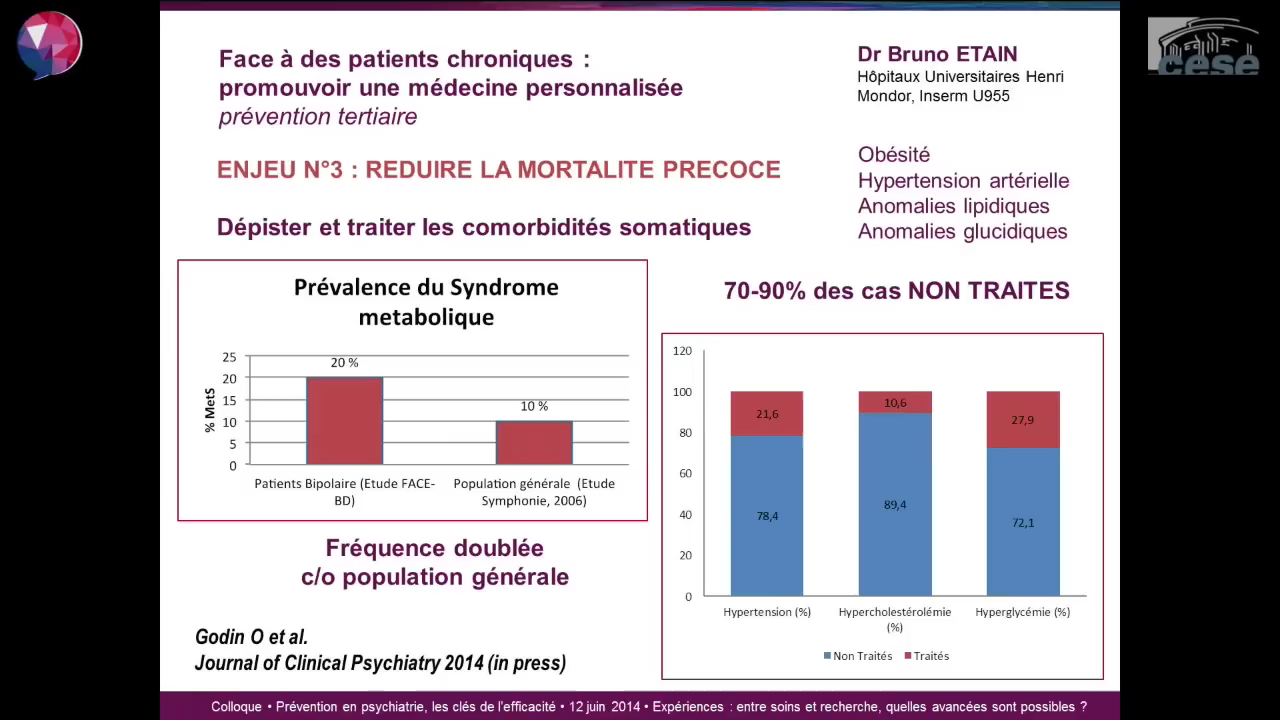 Face à des patients chroniques :
promouvoir une médecine personnalisée
prévention tertiaire
Dr Bruno ETAIN
Hôpitaux Universitaires Henri
Mondor, Inserm U955
cese
ENJEU N°3 : REDUIRE LA MORTALITE PRECOCE
Dépister et traiter les comorbidités somatiques
Obésité
Hypertension artérielle
Anomalies lipidiques
Anomalies glucidiques
Prévalence du Syndrome
metabolique
% MetS
25
20
15
10
5
0
20 %
10 %
Patients Bipolaire (Etude FACE-
BD)
Population générale (Etude
Symphonie, 2006)
Fréquence doublée
c/o population générale
70-90% des cas NON TRAITES
120
100
80
60
40
20
0
21,6
10,6
27,9
78,4
89,4
72,1
Hypertension (%)
Hypercholestérolémie
(%)
Hyperglycémie (%)
Non Traités
Traités
Godin O et al.
Journal of Clinical Psychiatry 2014 (in press)
Colloque • Prévention en psychiatrie, les clés de l'efficacité • 12 juin 2014 • Expériences : entre soins et recherche, quelles avancées sont possibles ?